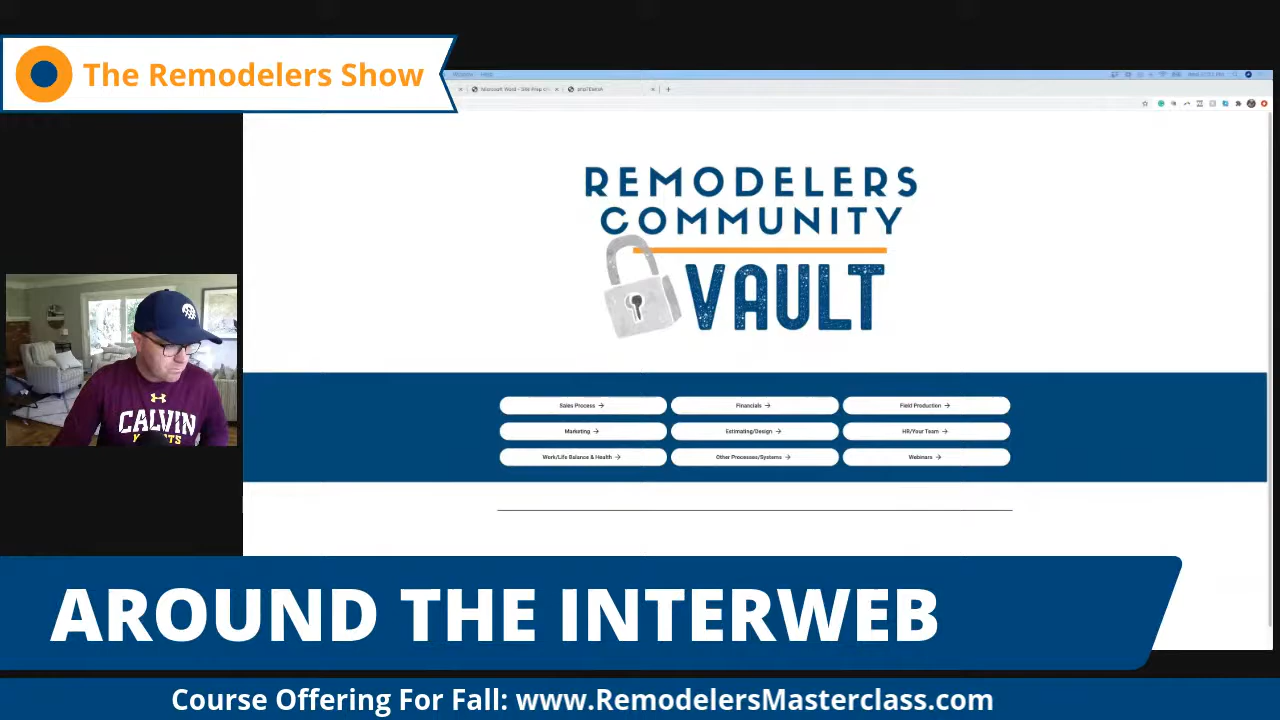 The Remodelers Show
REMODELERS
COMMUNITY
VAULT
Sales Process →
Financials →
Field Production →
Marketing →
Estimating/Design →
HR/Your Team →
Work/Life Balance & Health →
Other Processes/Systems →
Webinars →
CALVIN
AROUND THE INTERWEB
Course Offering For Fall: www.RemodelersMasterclass.com